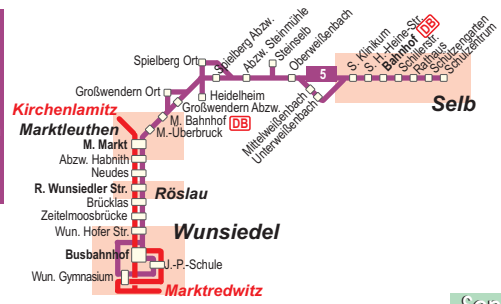 Spielberg Abzw.
Abzw. Steinmühle
Steinselb
Oberweißenbach
S. Klinikum
S. H.-Heine-Str.
Bahnhof DB
Schillerstr.
Rathaus
Schützengarten
Schulzentrum
Spielberg Ort
5
Großwendern Ort
Heidelheim
Großwendern Abzw.
Mittelweißenbach
Unterweißenbach
Selb
Kirchenlamitz
M. Bahnhof DB
Marktleuthen
M.-Überbruck
M. Markt
Abzw. Habnith
Neudes
R. Wunsiedler Str.
Röslau
Brücklas
Zeitelmoosbrücke
Wun. Hofer Str.
Wunsiedel
Busbahnhof
J.-P.-Schule
Wun. Gymnasium
Marktredwitz